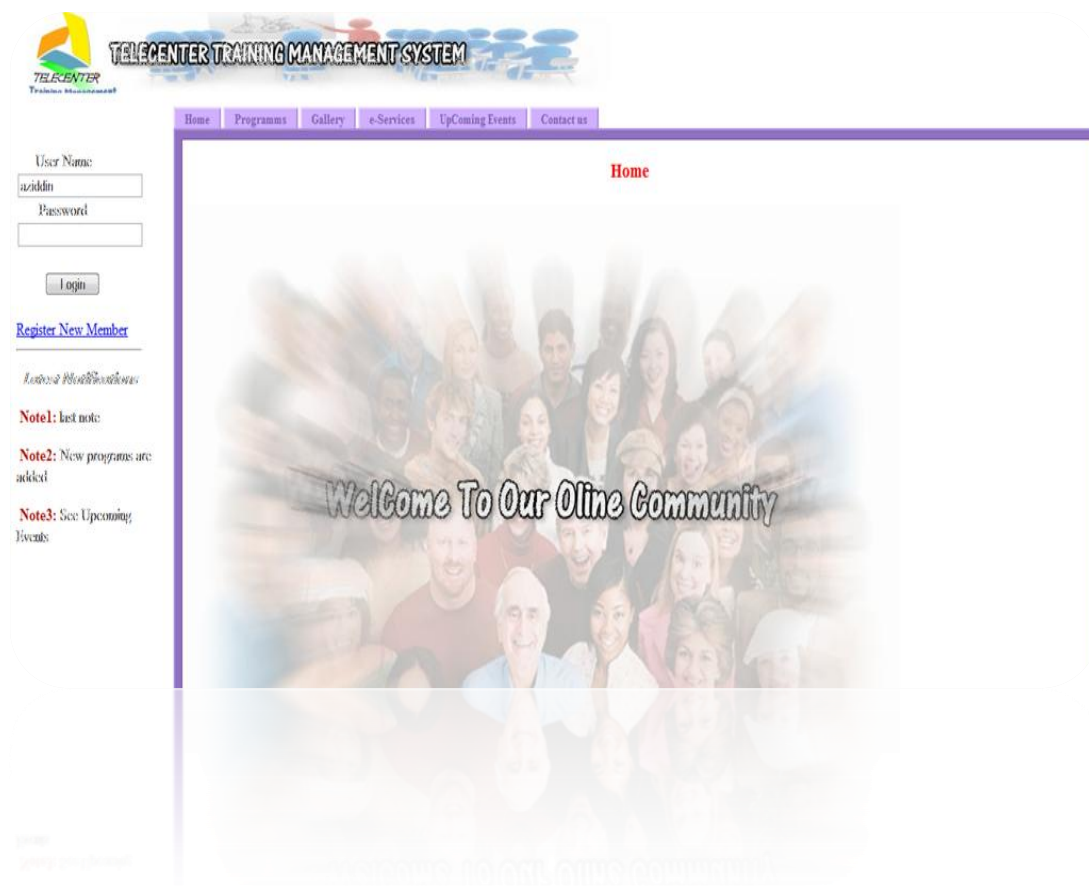 TELECENTER TRAINING MANAGEMENT SYSTEM
TELECENTER
Training Management
Home Programms Gallery e-Services UpComing Events Contact us
User Name
aziddin
Password
Login
Register New Member
Latest Notifications
Note1: last note
Note2: New programs are
added
Note3: See Upcoming
Events
Home
WelCome To Our Oline Community